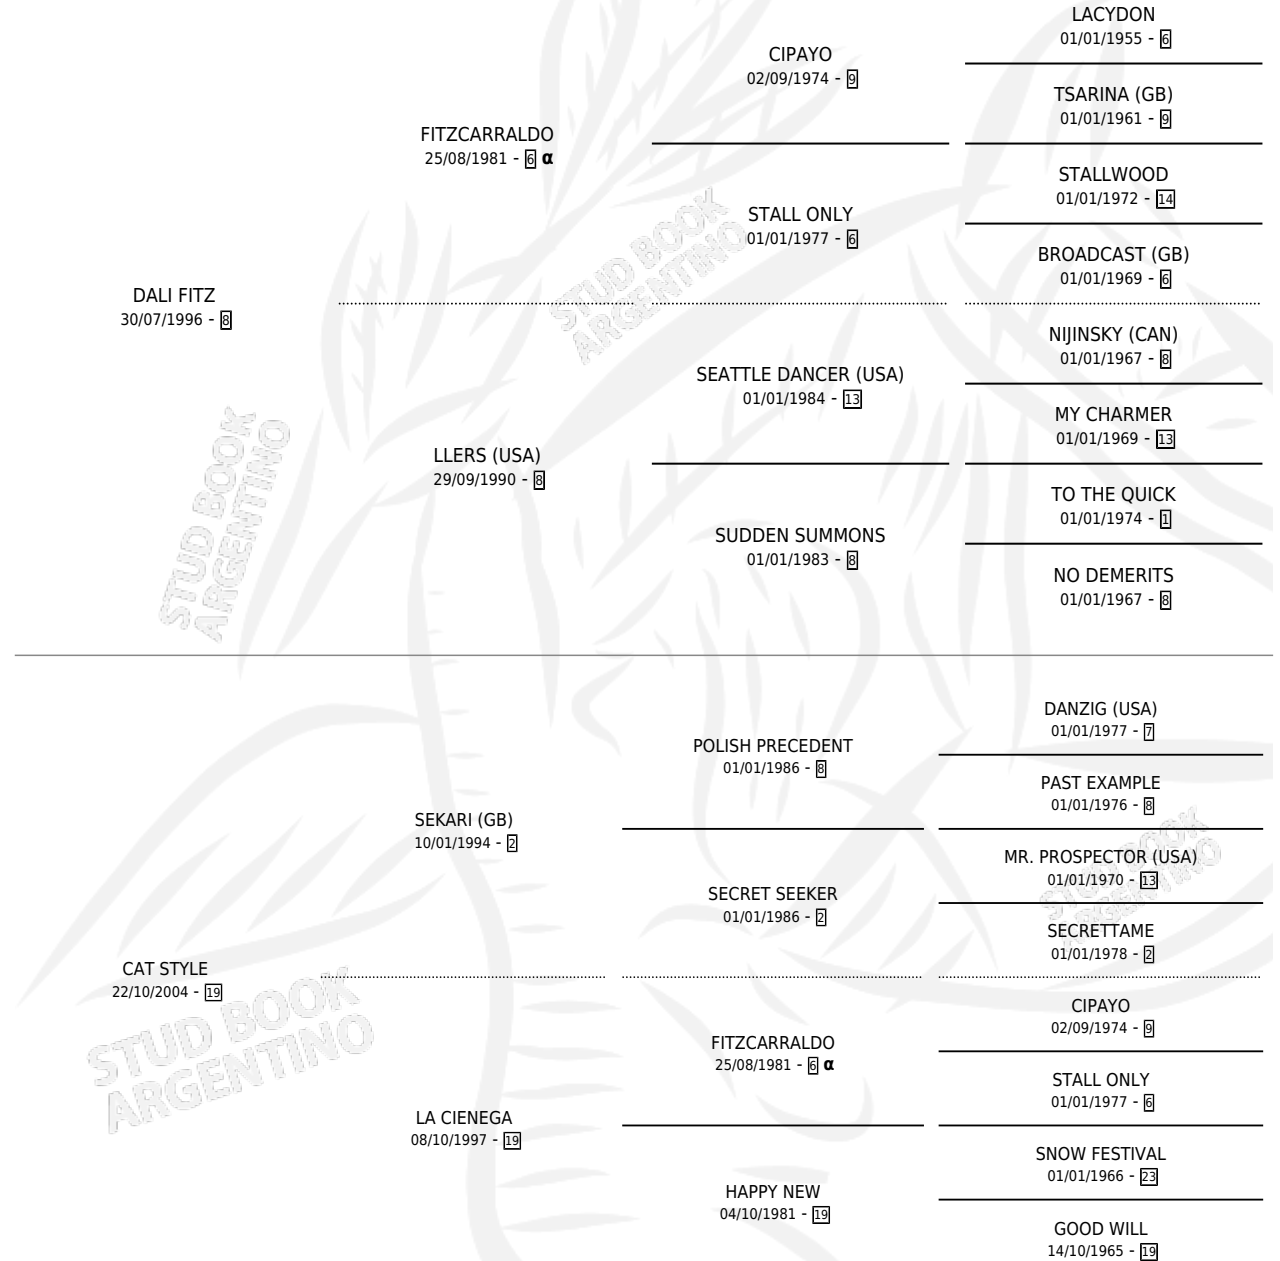 LACYDON
01/01/1955 - 6
CIPAYO
02/09/1974 - 9
TSARINA (GB)
01/01/1961 - 9
FITZCARRALDO
25/08/1981 - 6 α
STALLWOOD
01/01/1972 - 14
STALL ONLY
01/01/1977 - 6
BROADCAST (GB)
01/01/1969 - 6
DALI FITZ
30/07/1996 - 8
NIJINSKY (CAN)
01/01/1967 - 8
SEATTLE DANCER (USA)
01/01/1984 - 13
MY CHARMER
01/01/1969 - 13
LLERS (USA)
29/09/1990 - 8
TO THE QUICK
01/01/1974 - 1
SUDDEN SUMMONS
01/01/1983 - 8
NO DEMERITS
01/01/1967 - 8
STUD BOOK
ARGENTINO
STUD BOOK
ARGENTINO
DANZIG (USA)
01/01/1977 - 7
POLISH PRECEDENT
01/01/1986 - 8
PAST EXAMPLE
01/01/1976 - 8
SEKARI (GB)
10/01/1994 - 2
MR. PROSPECTOR (USA)
01/01/1970 - 13
SECRET SEEKER
01/01/1986 - 2
SECRETTAME
01/01/1978 - 2
CAT STYLE
22/10/2004 - 19
CIPAYO
02/09/1974 - 9
FITZCARRALDO
25/08/1981 - 6 α
STALL ONLY
01/01/1977 - 6
LA CIENEGA
08/10/1997 - 19
SNOW FESTIVAL
01/01/1966 - 23
HAPPY NEW
04/10/1981 - 19
GOOD WILL
14/10/1965 - 19
STUD BOOK
ARGENTINO
STUD BOOK
ARGENTINO